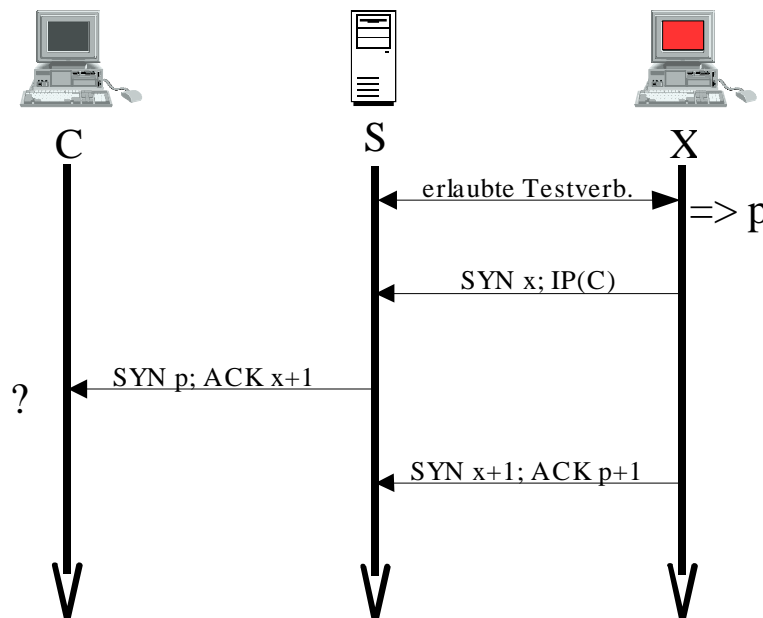 C
S
X
erlaubte Testverb.
=> p
SYN x; IP(C)
SYN p; ACK x+1
?
SYN x+1; ACK p+1